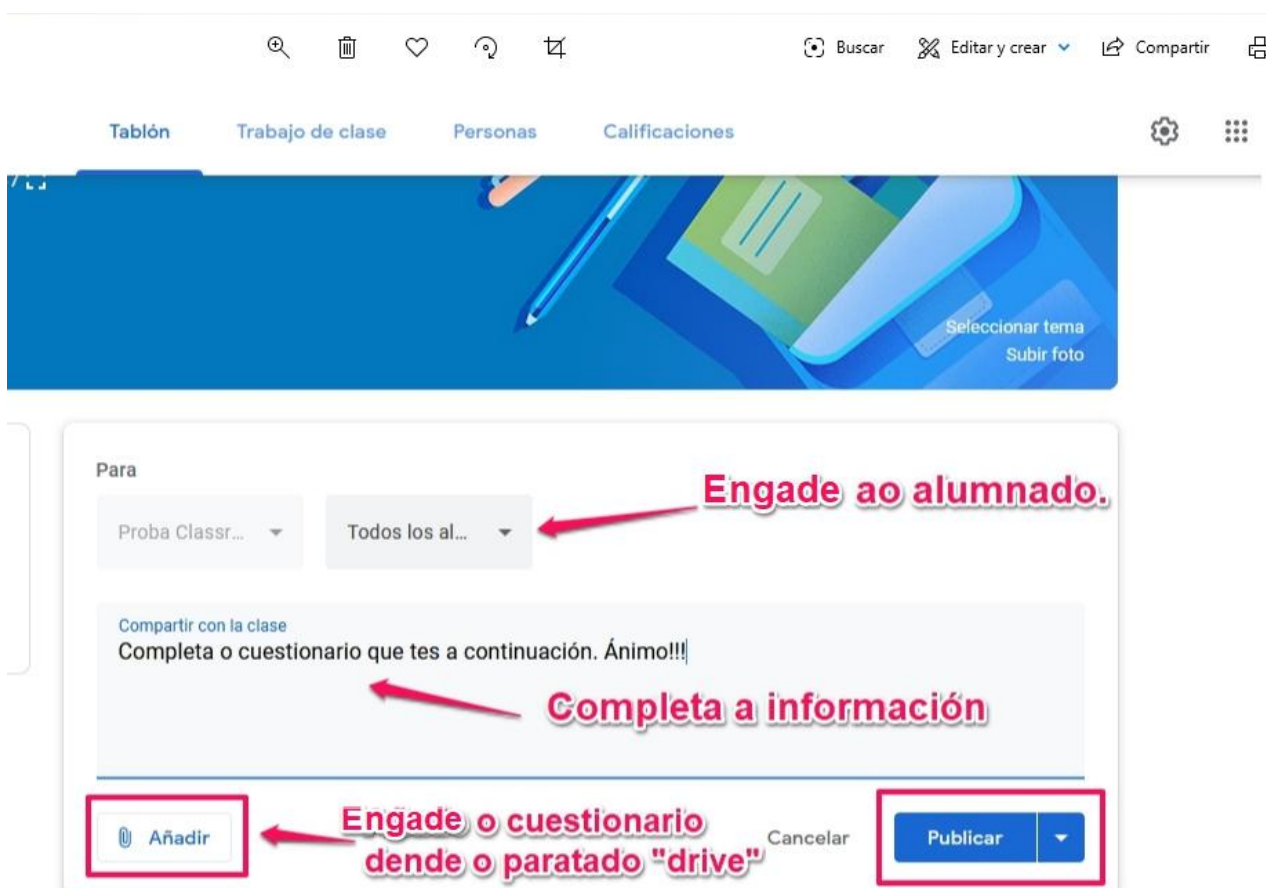 Buscar Editar y crear Compartir
Tablón Trabajo de clase Personas Calificaciones
Seleccionar tema
Subir foto
Para
Engade ao alumnado.
Proba Classr... Todos los al...
Compartir con la clase
Completa o cuestionario que tes a continuación. Ánimo!!!
Completa a información
Engade o cuestionario
Añadir
dende o paratado "drive"
Cancelar
Publicar